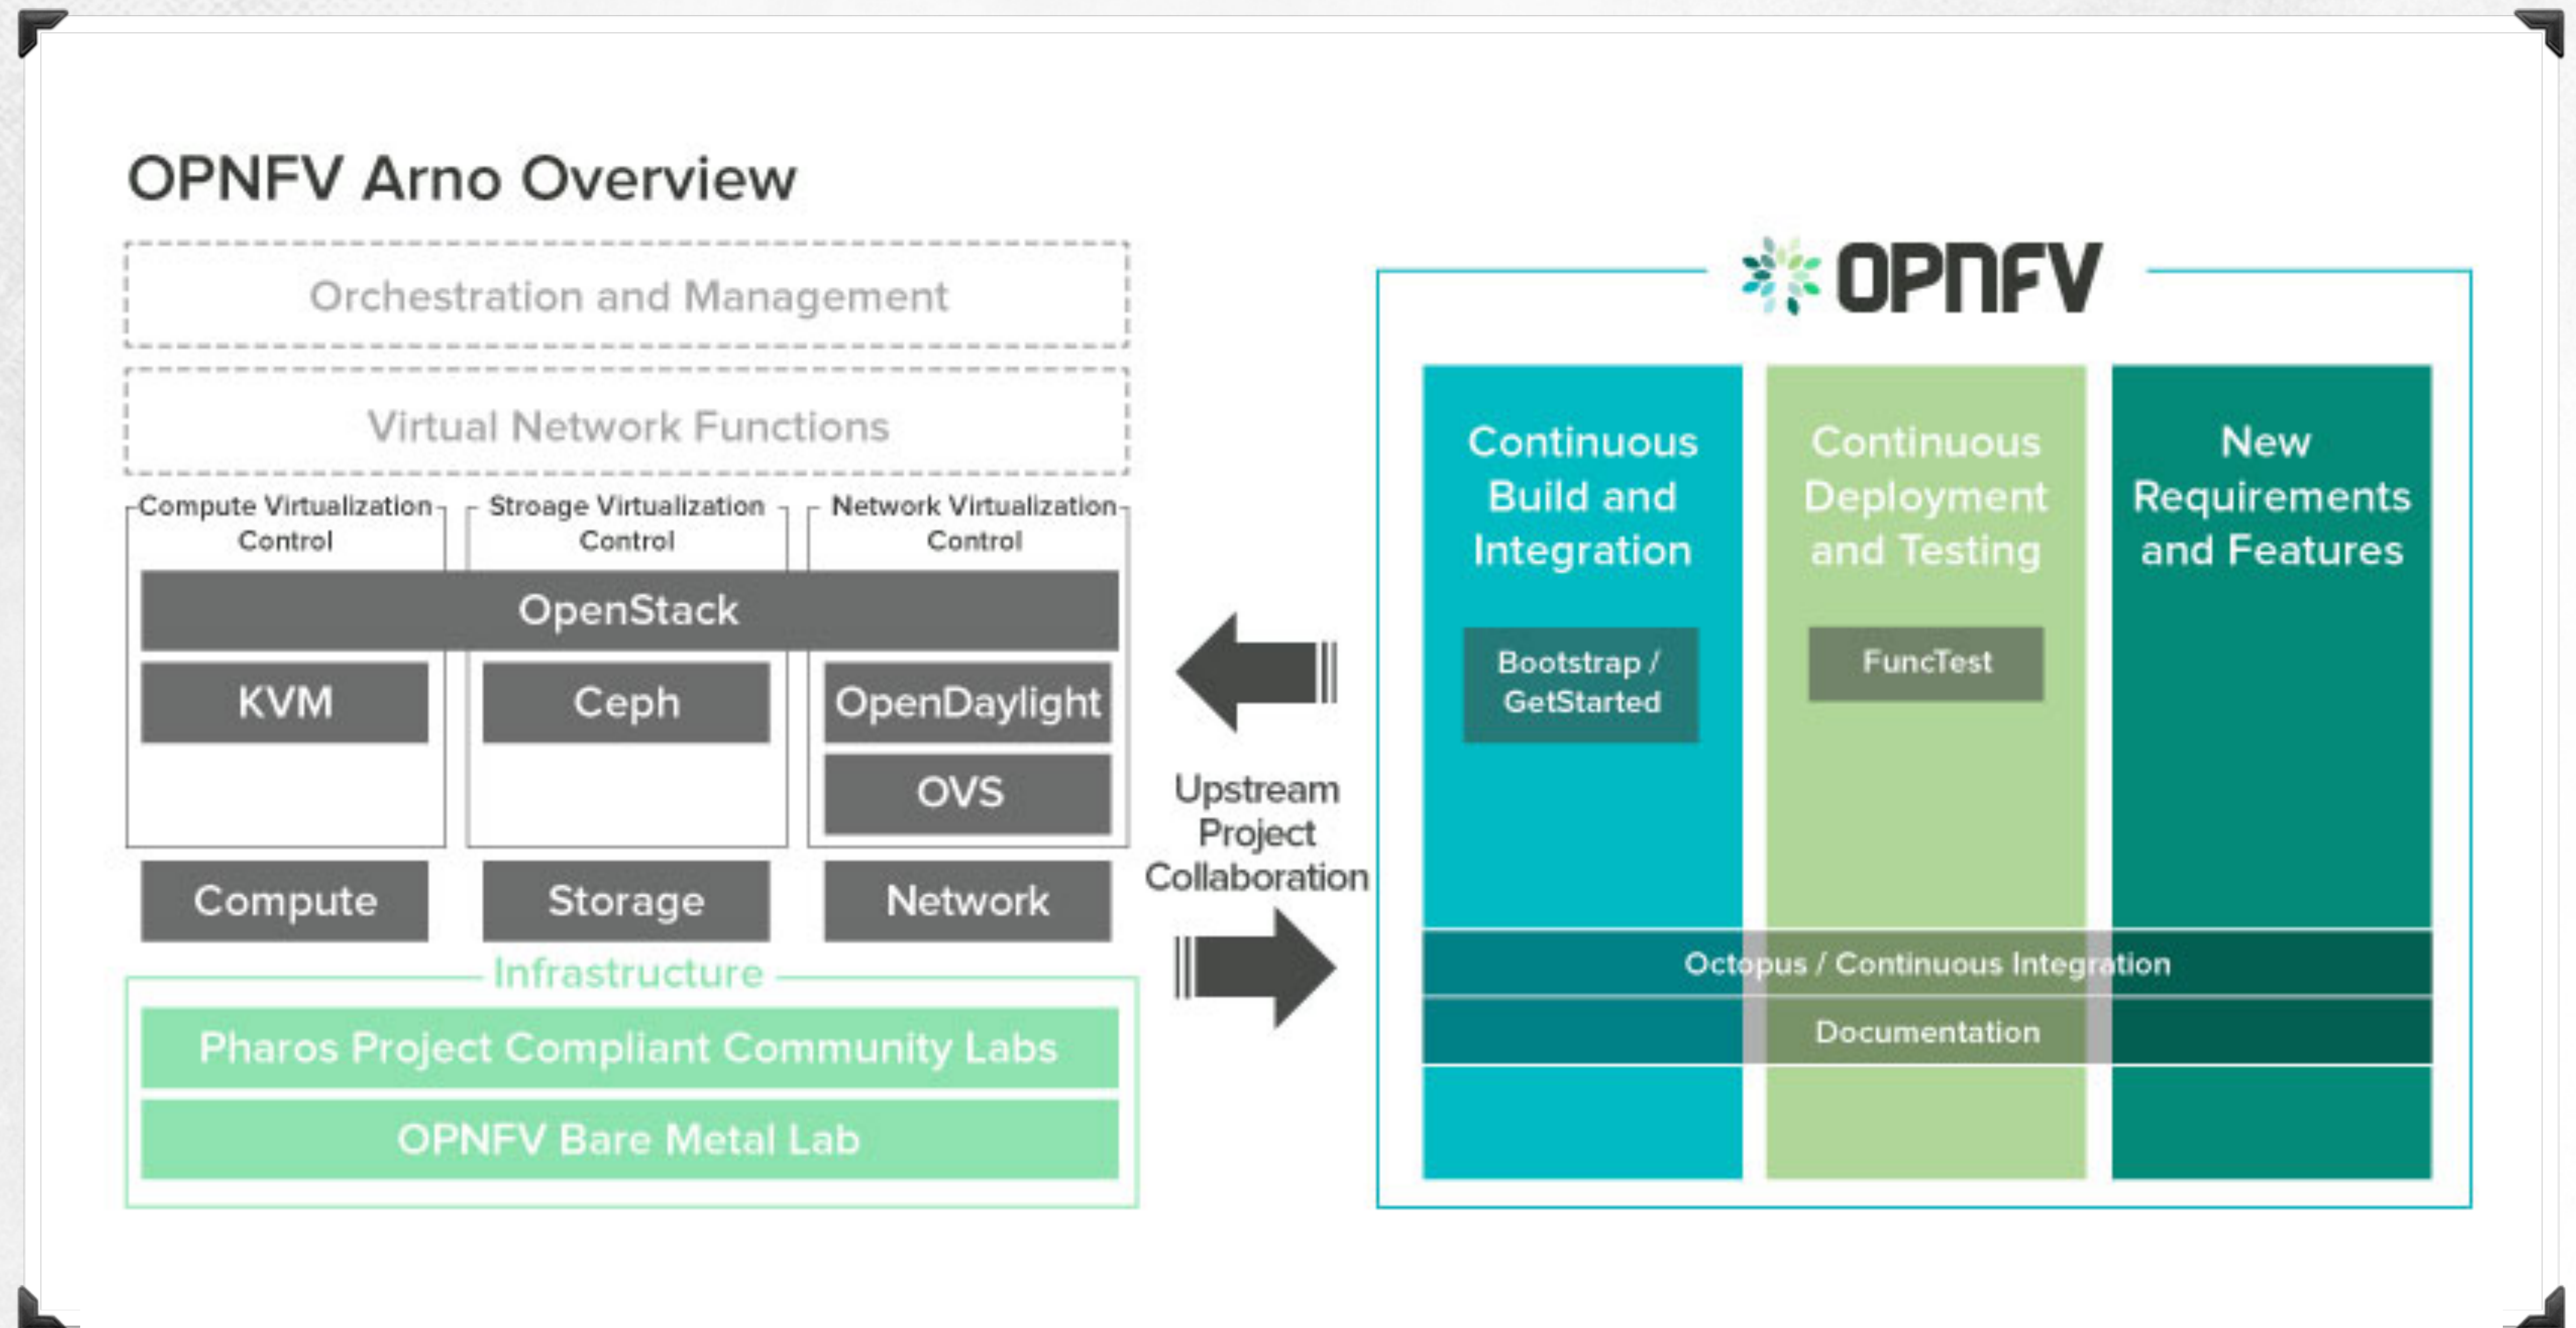 OPNFV Arno Overview
Orchestration and Management
Virtual Network Functions
Compute Virtualization
Control
Stroage Virtualization
Control
Network Virtualization
Control
OpenStack
KVM
Ceph
OpenDaylight
OVS
Compute
Storage
Network
Infrastructure
Pharos Project Compliant Community Labs
OPNFV Bare Metal Lab
Upstream
Project
Collaboration
OPNFV
Continuous
Build and
Integration
Bootstrap /
GetStarted
Continuous
Deployment
and Testing
FuncTest
New
Requirements
and Features
Octopus / Continuous Integration
Documentation